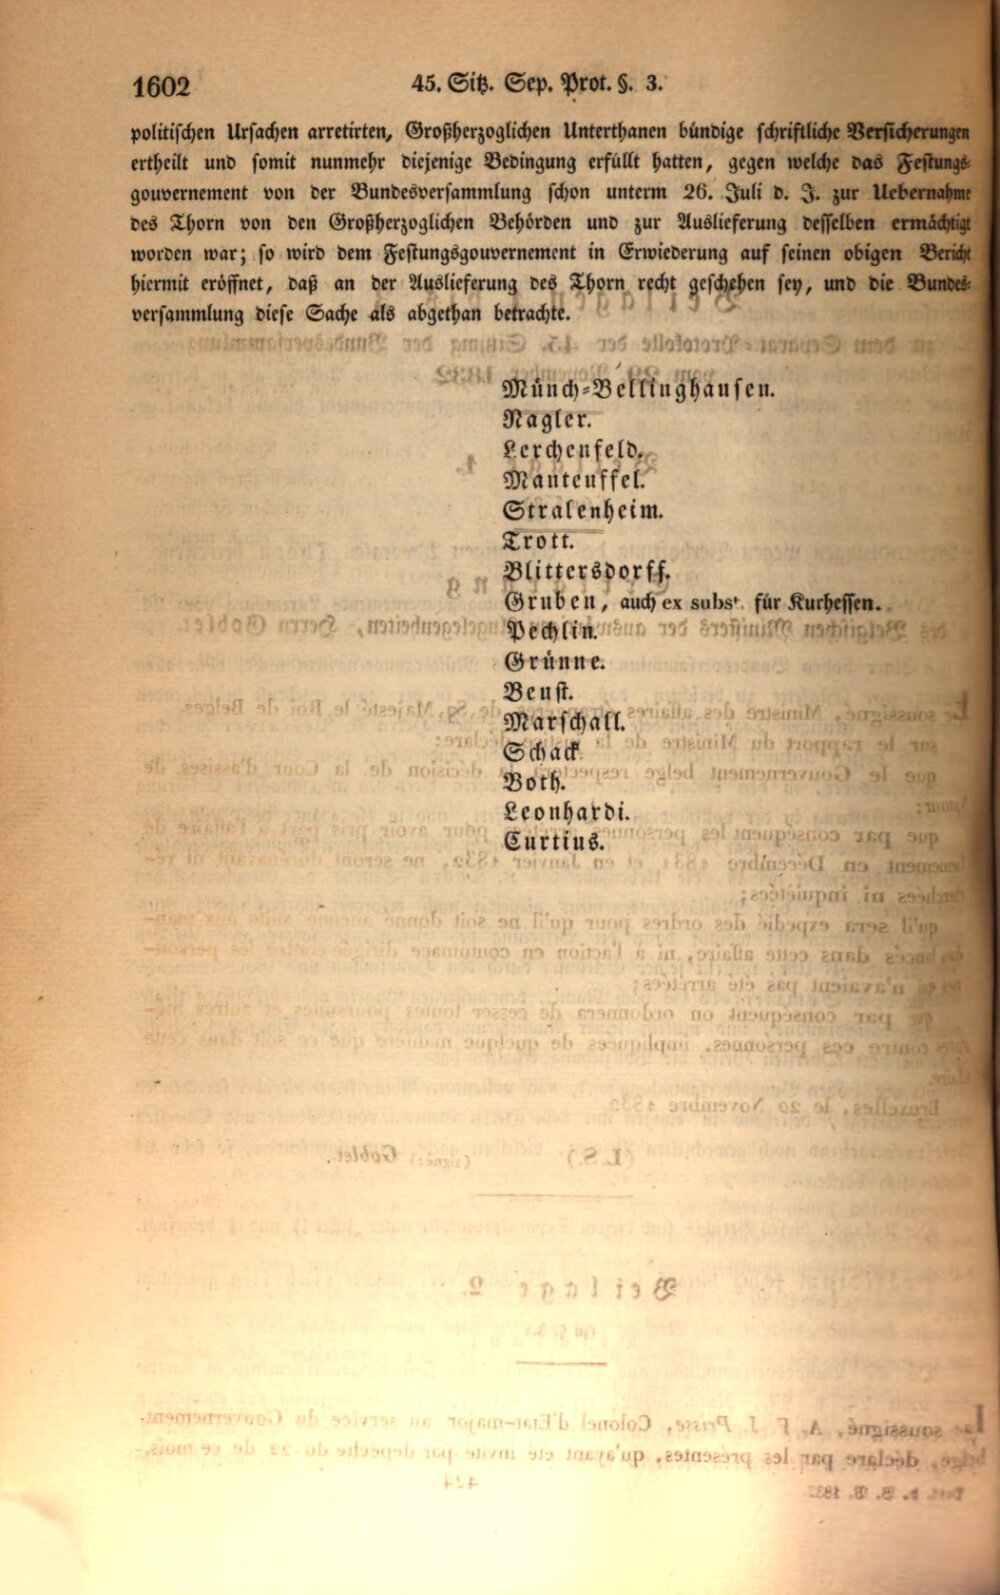 1602
45. Sitz. Sep. Prot. §. 3.
politischen Ursachen arretirten, Großherzoglichen Unterthanen bündige schriftliche Versicherungen
ertheilt und somit nunmehr diejenige Bedingung erfüllt hatten, gegen welche das Festungs-
gouvernement von der Bundesversammlung schon unterm 26. Juli d. J. zur Uebernahme
des Thorn von den Großherzoglichen Behörden und zur Auslieferung desselben ermächtigt
worden war; so wird dem Festungsgouvernement in Erwiederung auf seinen obigen Bericht
hiermit eröffnet, daß an der Auslieferung des Thorn recht geschehen sey, und die Bundes-
versammlung diese Sache als abgethan betrachte.
Münch-Bellinghausen.
Nagler.
Lerchenfeld.
Manteuffel.
Stralenheim.
Trott.
Blittersdorff.
Gruben, auch ex subst. für Kurhessen.
Pechlin.
Grünne.
Beust.
Marschall.
Schack
Both.
Leonhardi.
Curtius.